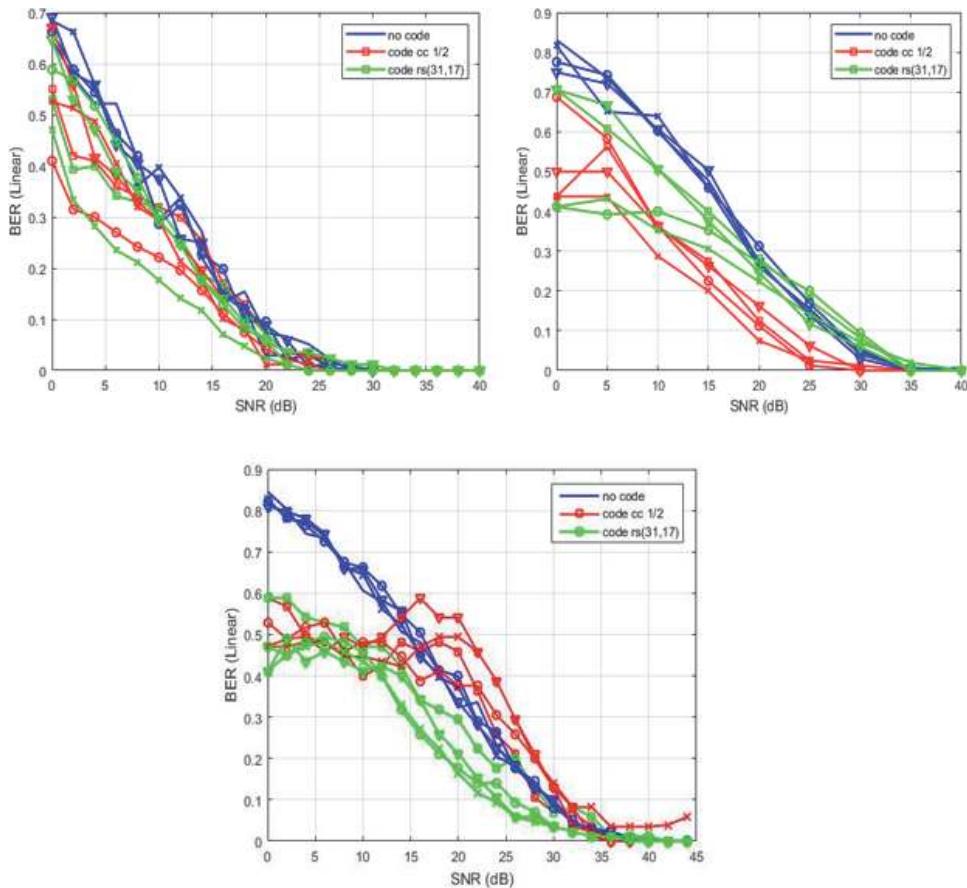 BER (Linear)
0.7
0.6
0.5
0.4
0.3
0.2
0.1
0
0 5 10 15 20 25 30 35 40
SNR (dB)
no code
code cc 1/2
code rs(31,17)
BER (Linear)
0.9
0.8
0.7
0.6
0.5
0.4
0.3
0.2
0.1
0
0 5 10 15 20 25 30 35 40
SNR (dB)
no code
code cc 1/2
code rs(31,17)
BER (Linear)
0.9
0.8
0.7
0.6
0.5
0.4
0.3
0.2
0.1
0
0 5 10 15 20 25 30 35 40 45
SNR (dB)
no code
code cc 1/2
code rs(31,17)